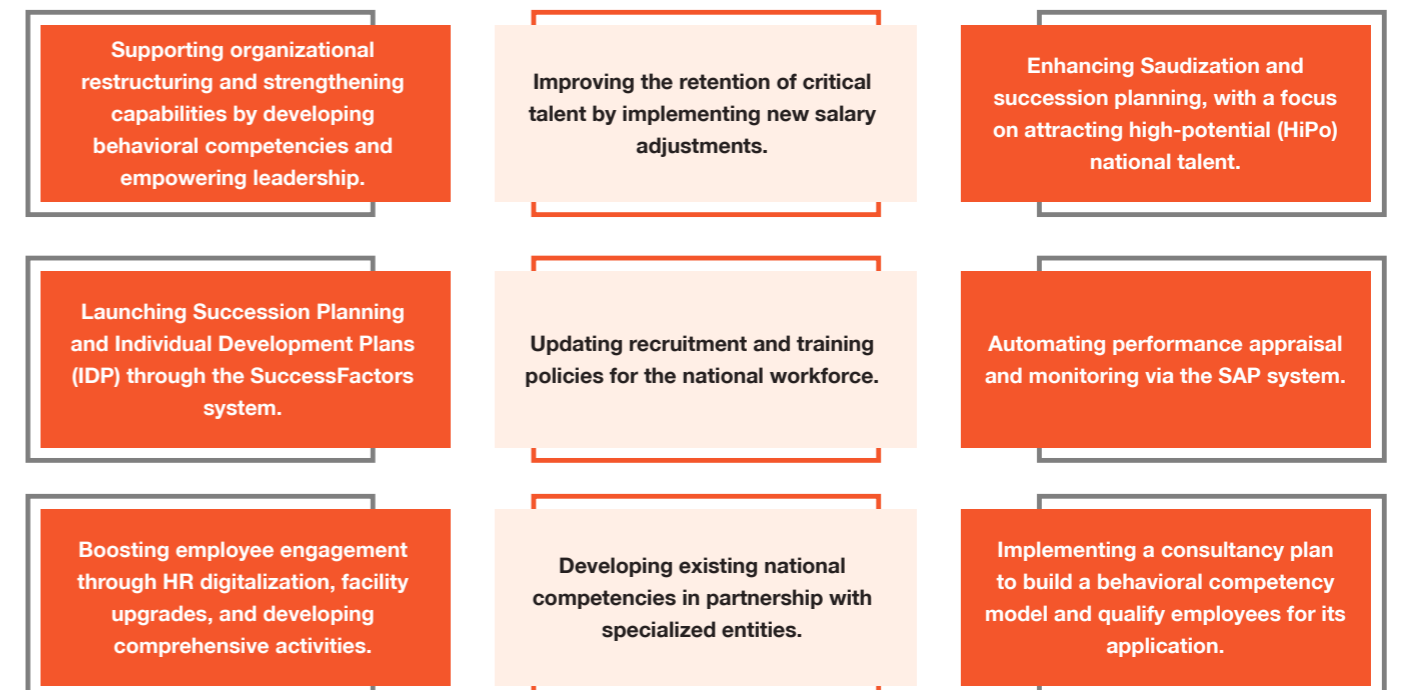 Supporting organizational
restructuring and strengthening
capabilities by developing
behavioral competencies and
empowering leadership.
Improving the retention of critical
talent by implementing new salary
adjustments.
Enhancing Saudization and
succession planning, with a focus
on attracting high-potential (HiPo)
national talent.
Launching Succession Planning
and Individual Development Plans
(IDP) through the SuccessFactors
system.
Updating recruitment and training
policies for the national workforce.
Automating performance appraisal
and monitoring via the SAP system.
Boosting employee engagement
through HR digitalization, facility
upgrades, and developing
comprehensive activities.
Developing existing national
competencies in partnership with
specialized entities.
Implementing a consultancy plan
to build a behavioral competency
model and qualify employees for its
application.